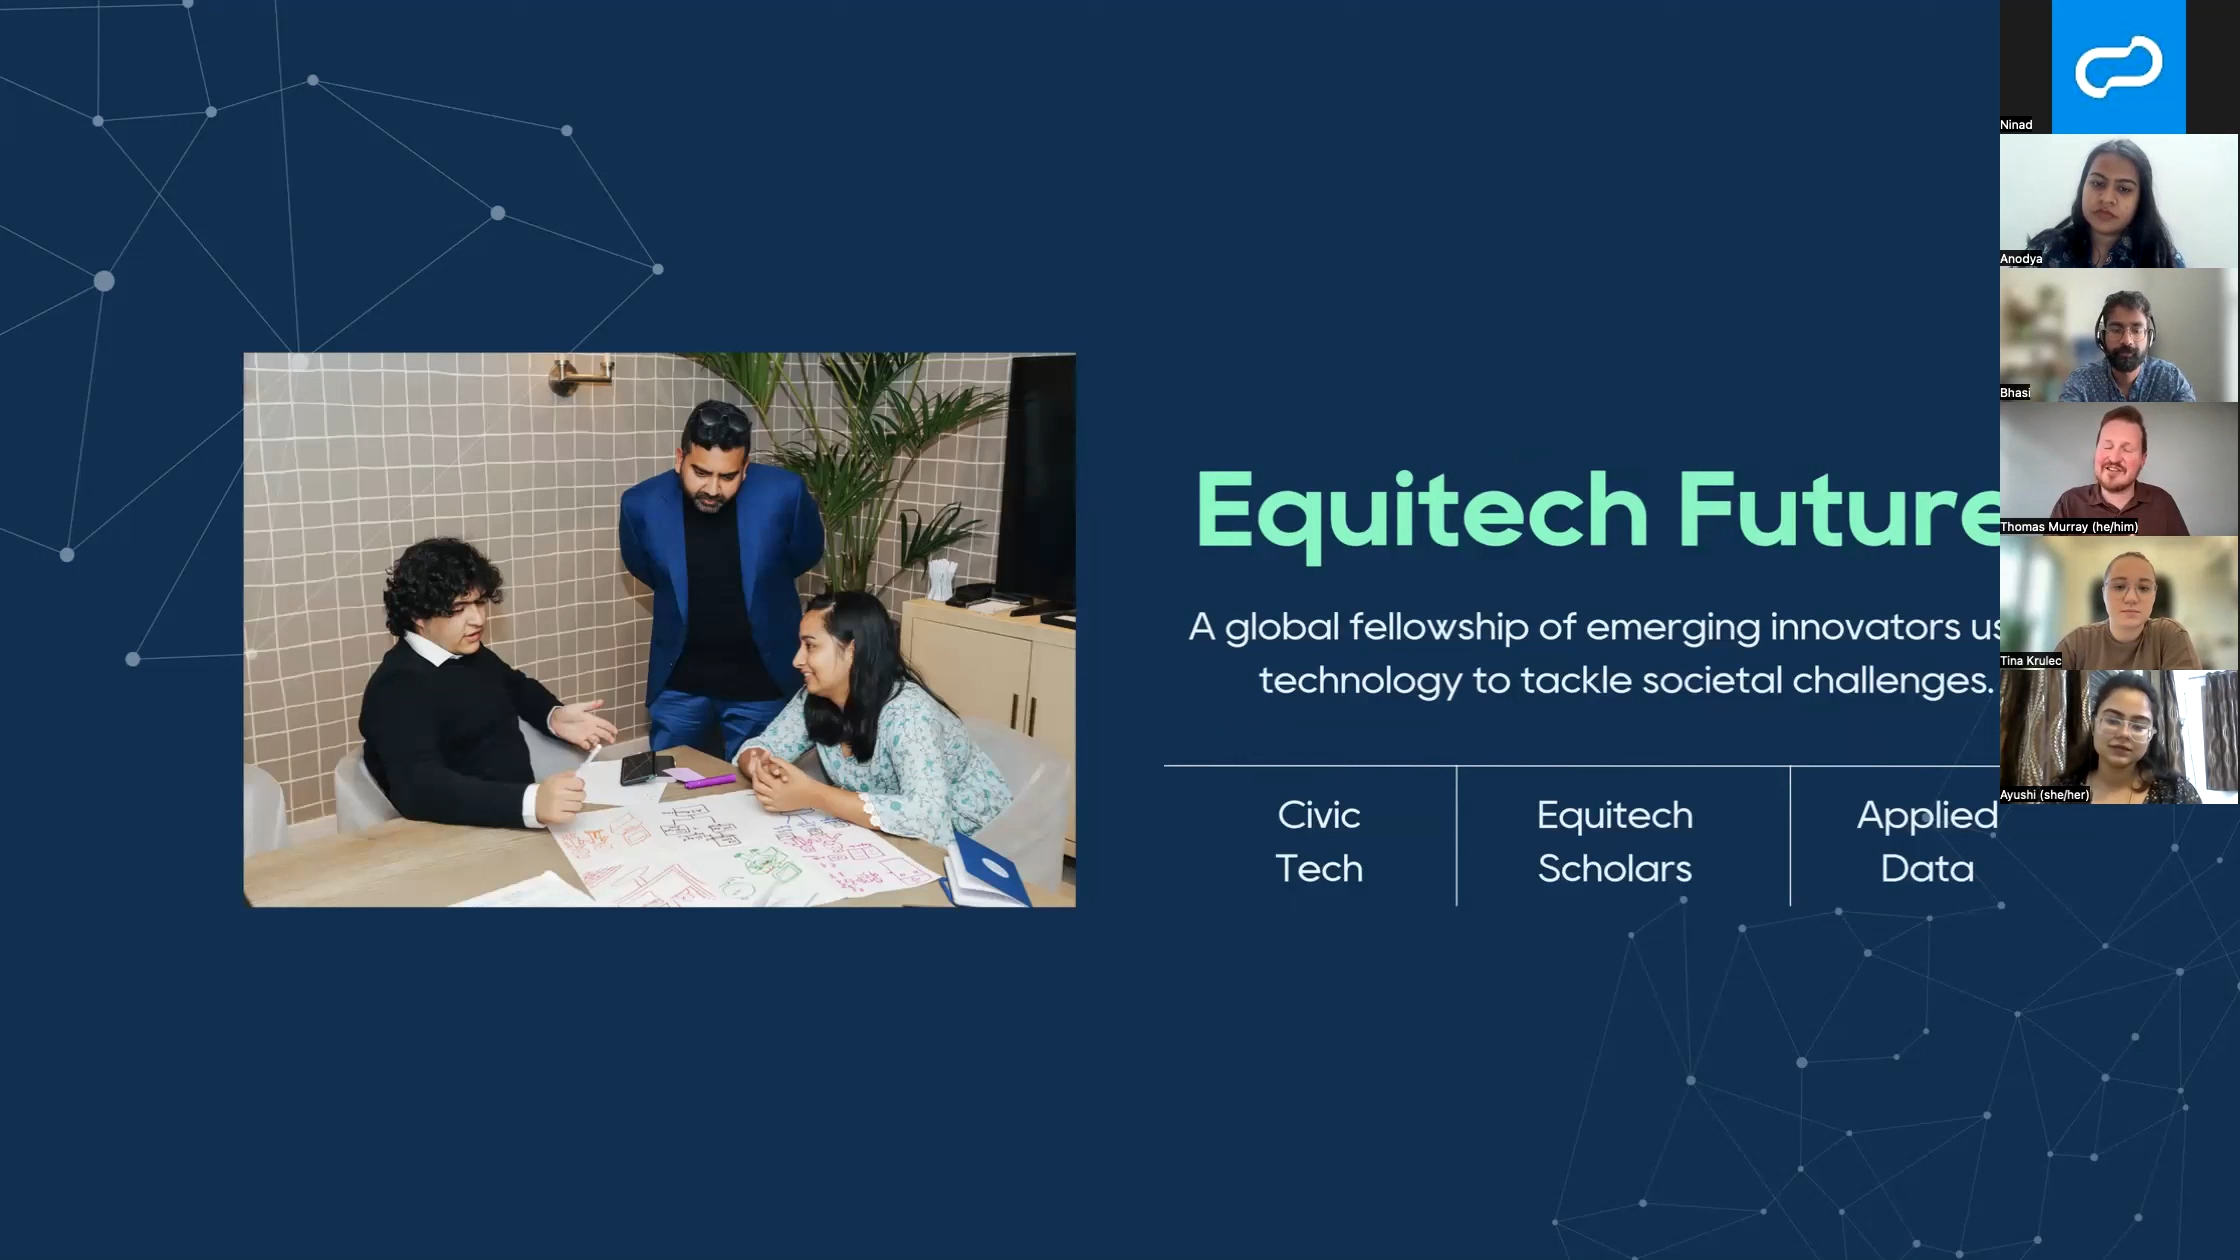 Equitech Future
A global fellowship of emerging innovators us
technology to tackle societal challenges.
Civic
Tech
Equitech
Scholars
Applied
Data
Ninad
Anodya
Bhasi
Thomas Murray (he/him)
Tina Krulec
Ayushi (she/her)